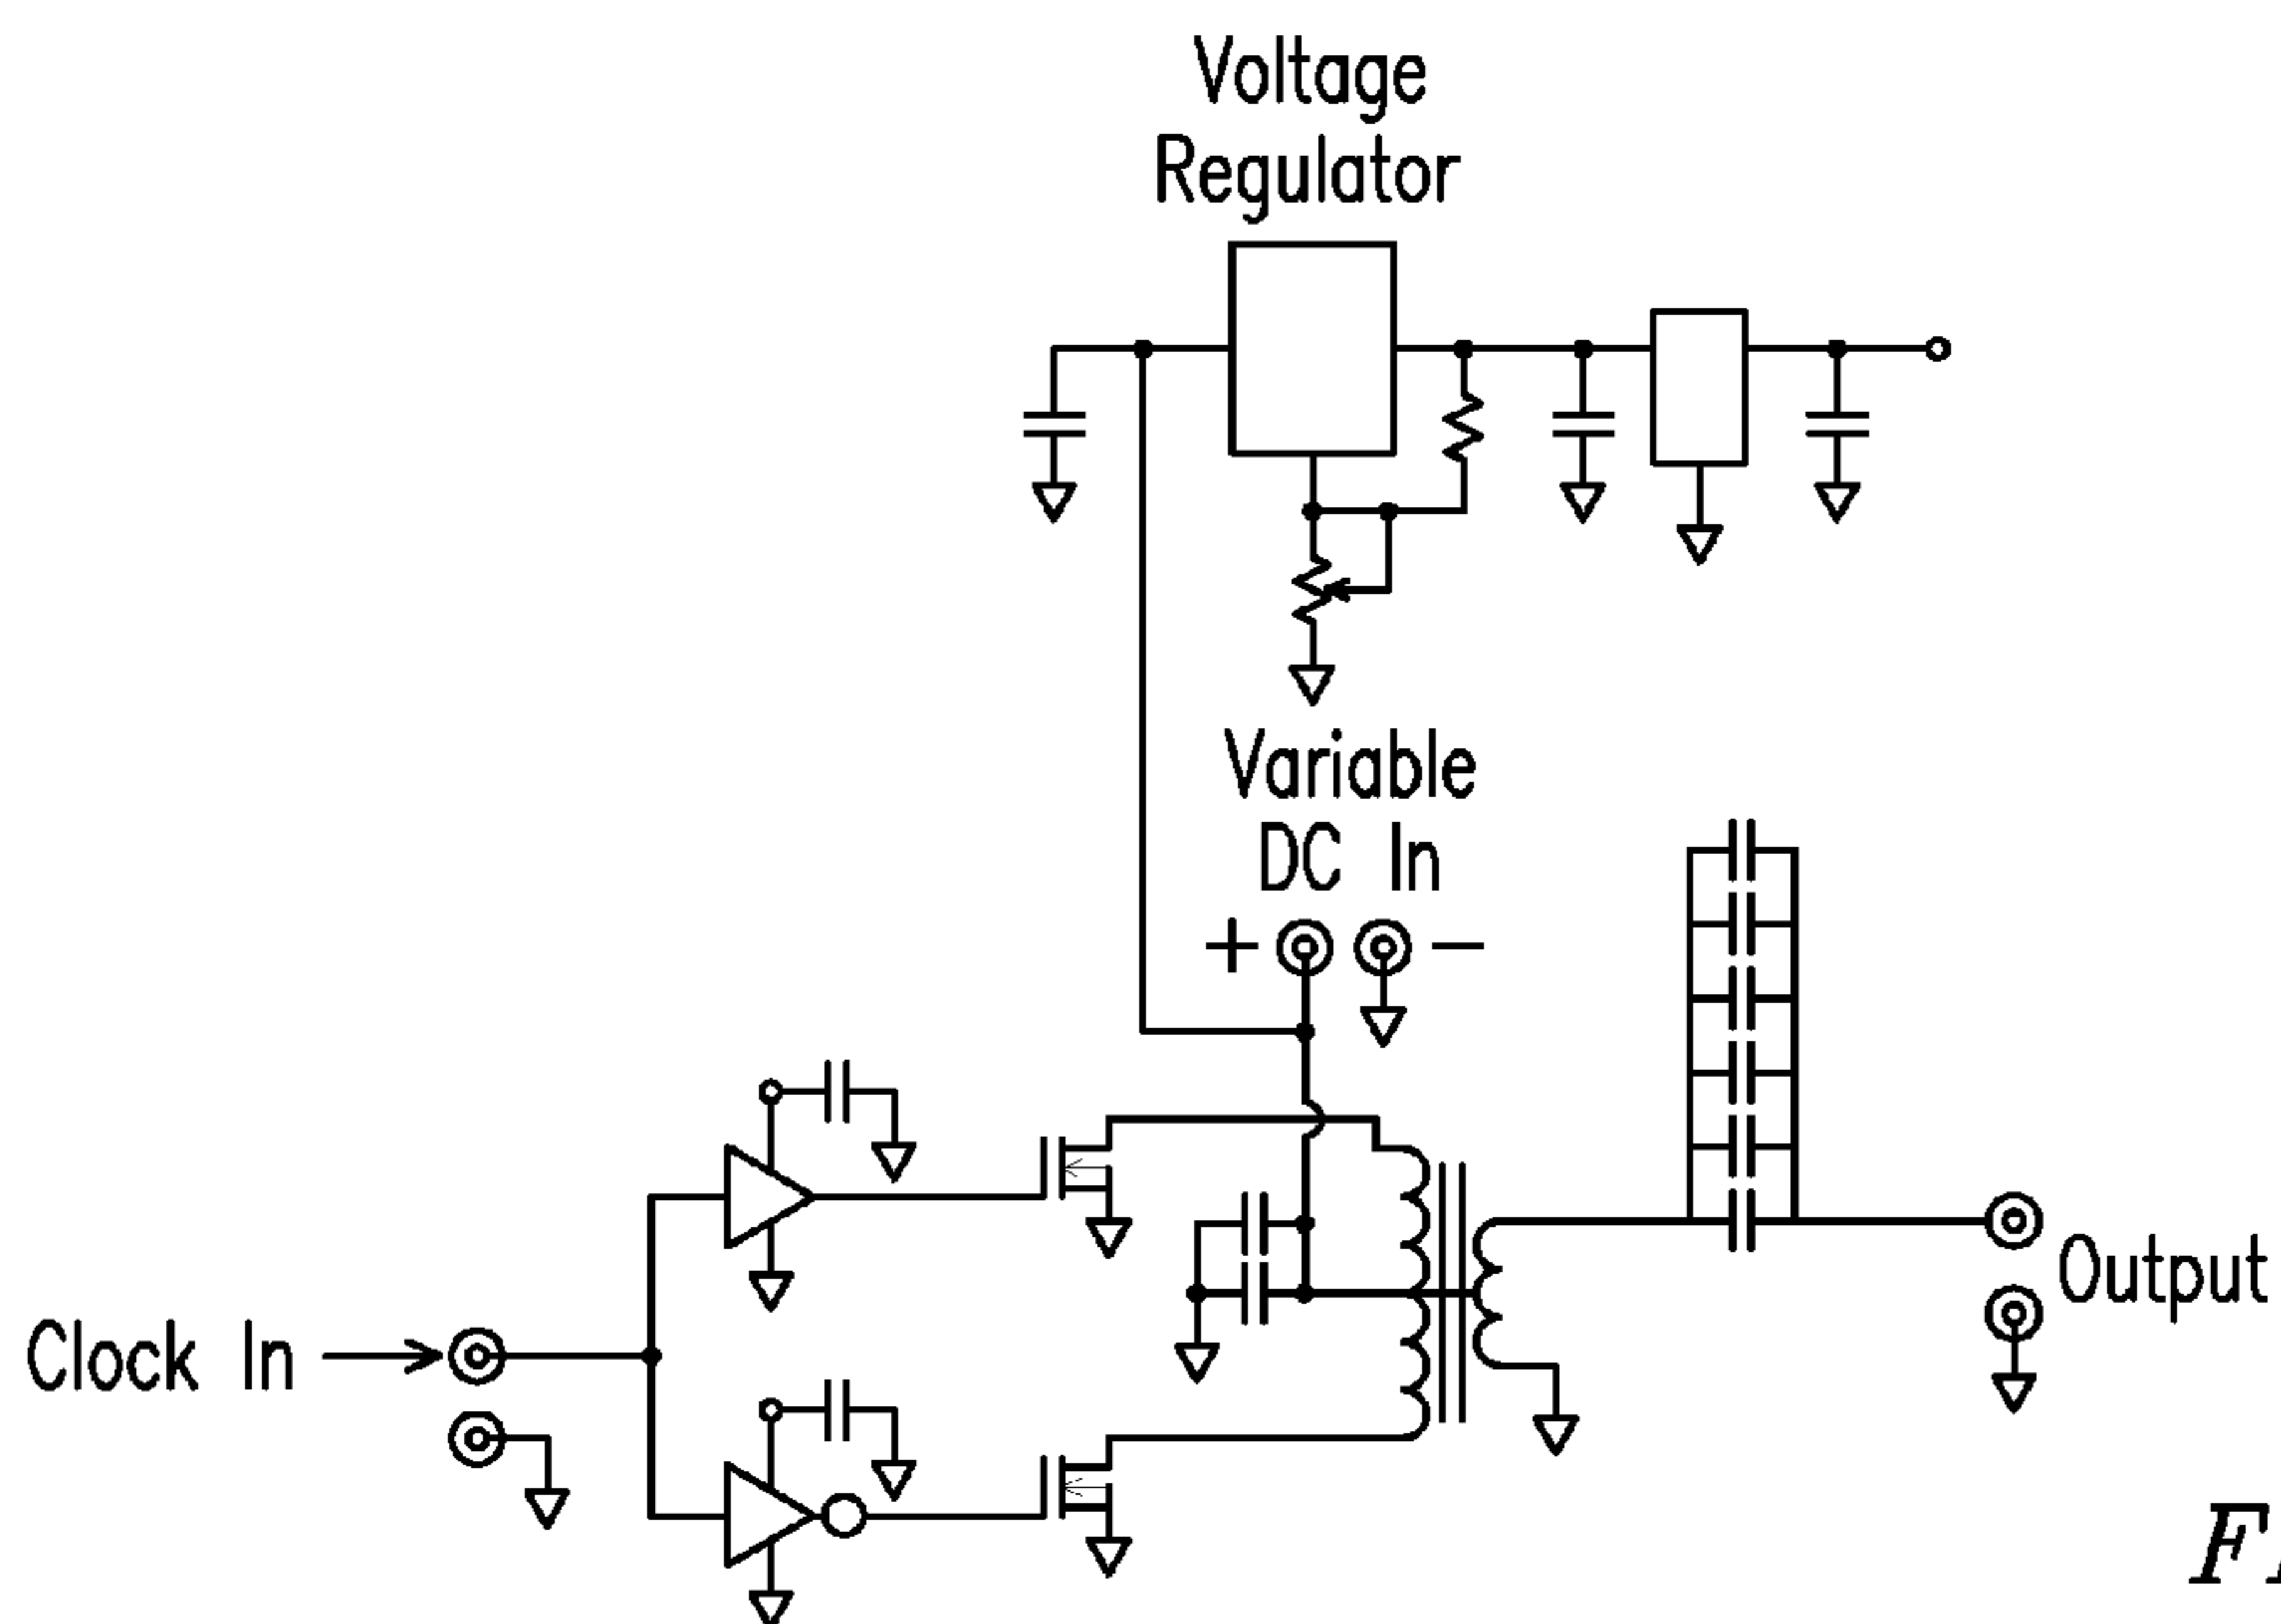 Voltage
Regulator
Variable
DC In
+ −
Clock In
Output